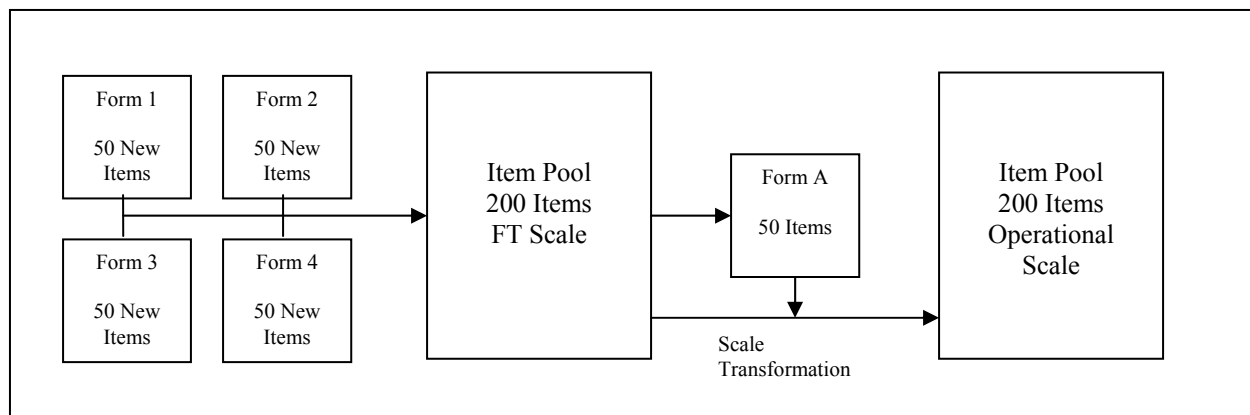 Form 1
50 New
Items
Form 2
50 New
Items
Form 3
50 New
Items
Form 4
50 New
Items
Item Pool
200 Items
FT Scale
Form A
50 Items
Scale
Transformation
Item Pool
200 Items
Operational
Scale